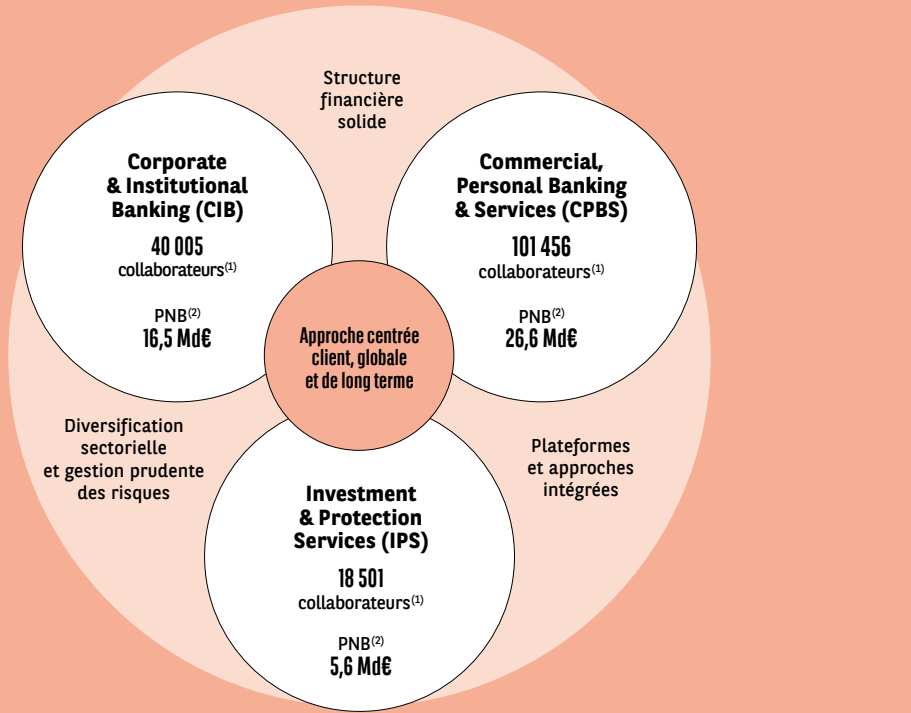 Structure
financière
solide
Corporate
& Institutional
Banking (CIB)
40 005
collaborateurs(1)
PNB(2)
16,5 Md€
Commercial,
Personal Banking
& Services (CPBS)
101 456
collaborateurs(1)
PNB(2)
26,6 Md€
Approche centrée
client, globale
et de long terme
Diversification
sectorielle
et gestion prudente
des risques
Plateformes
et approches
intégrées
Investment
& Protection
Services (IPS)
18 501
collaborateurs(1)
PNB(2)
5,6 Md€